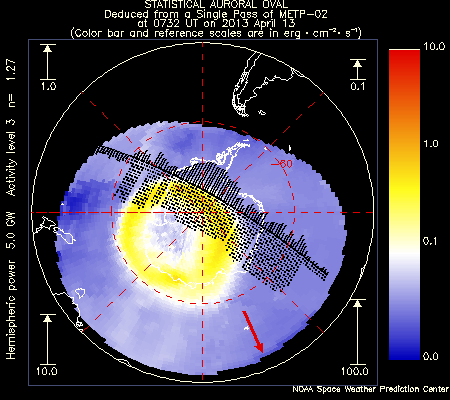 STATISTICAL AURORAL OVAL
Deduced from a Single Pass of METP-02
at 0732 UT on 2013 April 13
(Color bar and reference scales are in erg · cm⁻² · s⁻¹)
1.0
0.1
10.0
1.0
0.1
0.0
-60
Hemispheric power 5.0 GW Activity level 3 n= 1.27
10.0
100.0
NOAA Space Weather Prediction Center